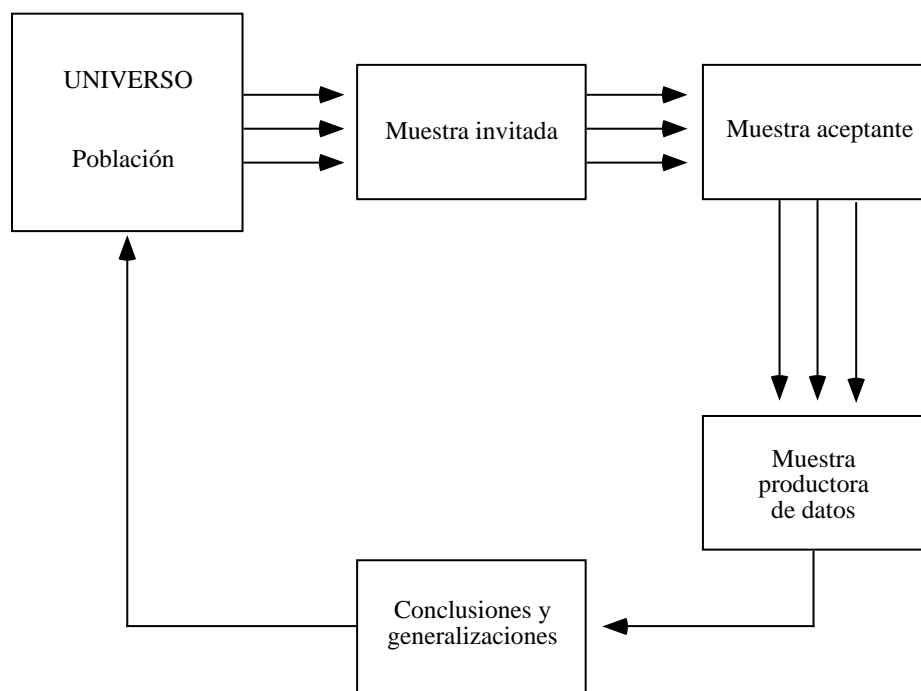 UNIVERSO
Población
Muestra invitada
Muestra aceptante
Muestra
productora
de datos
Conclusiones y
generalizaciones